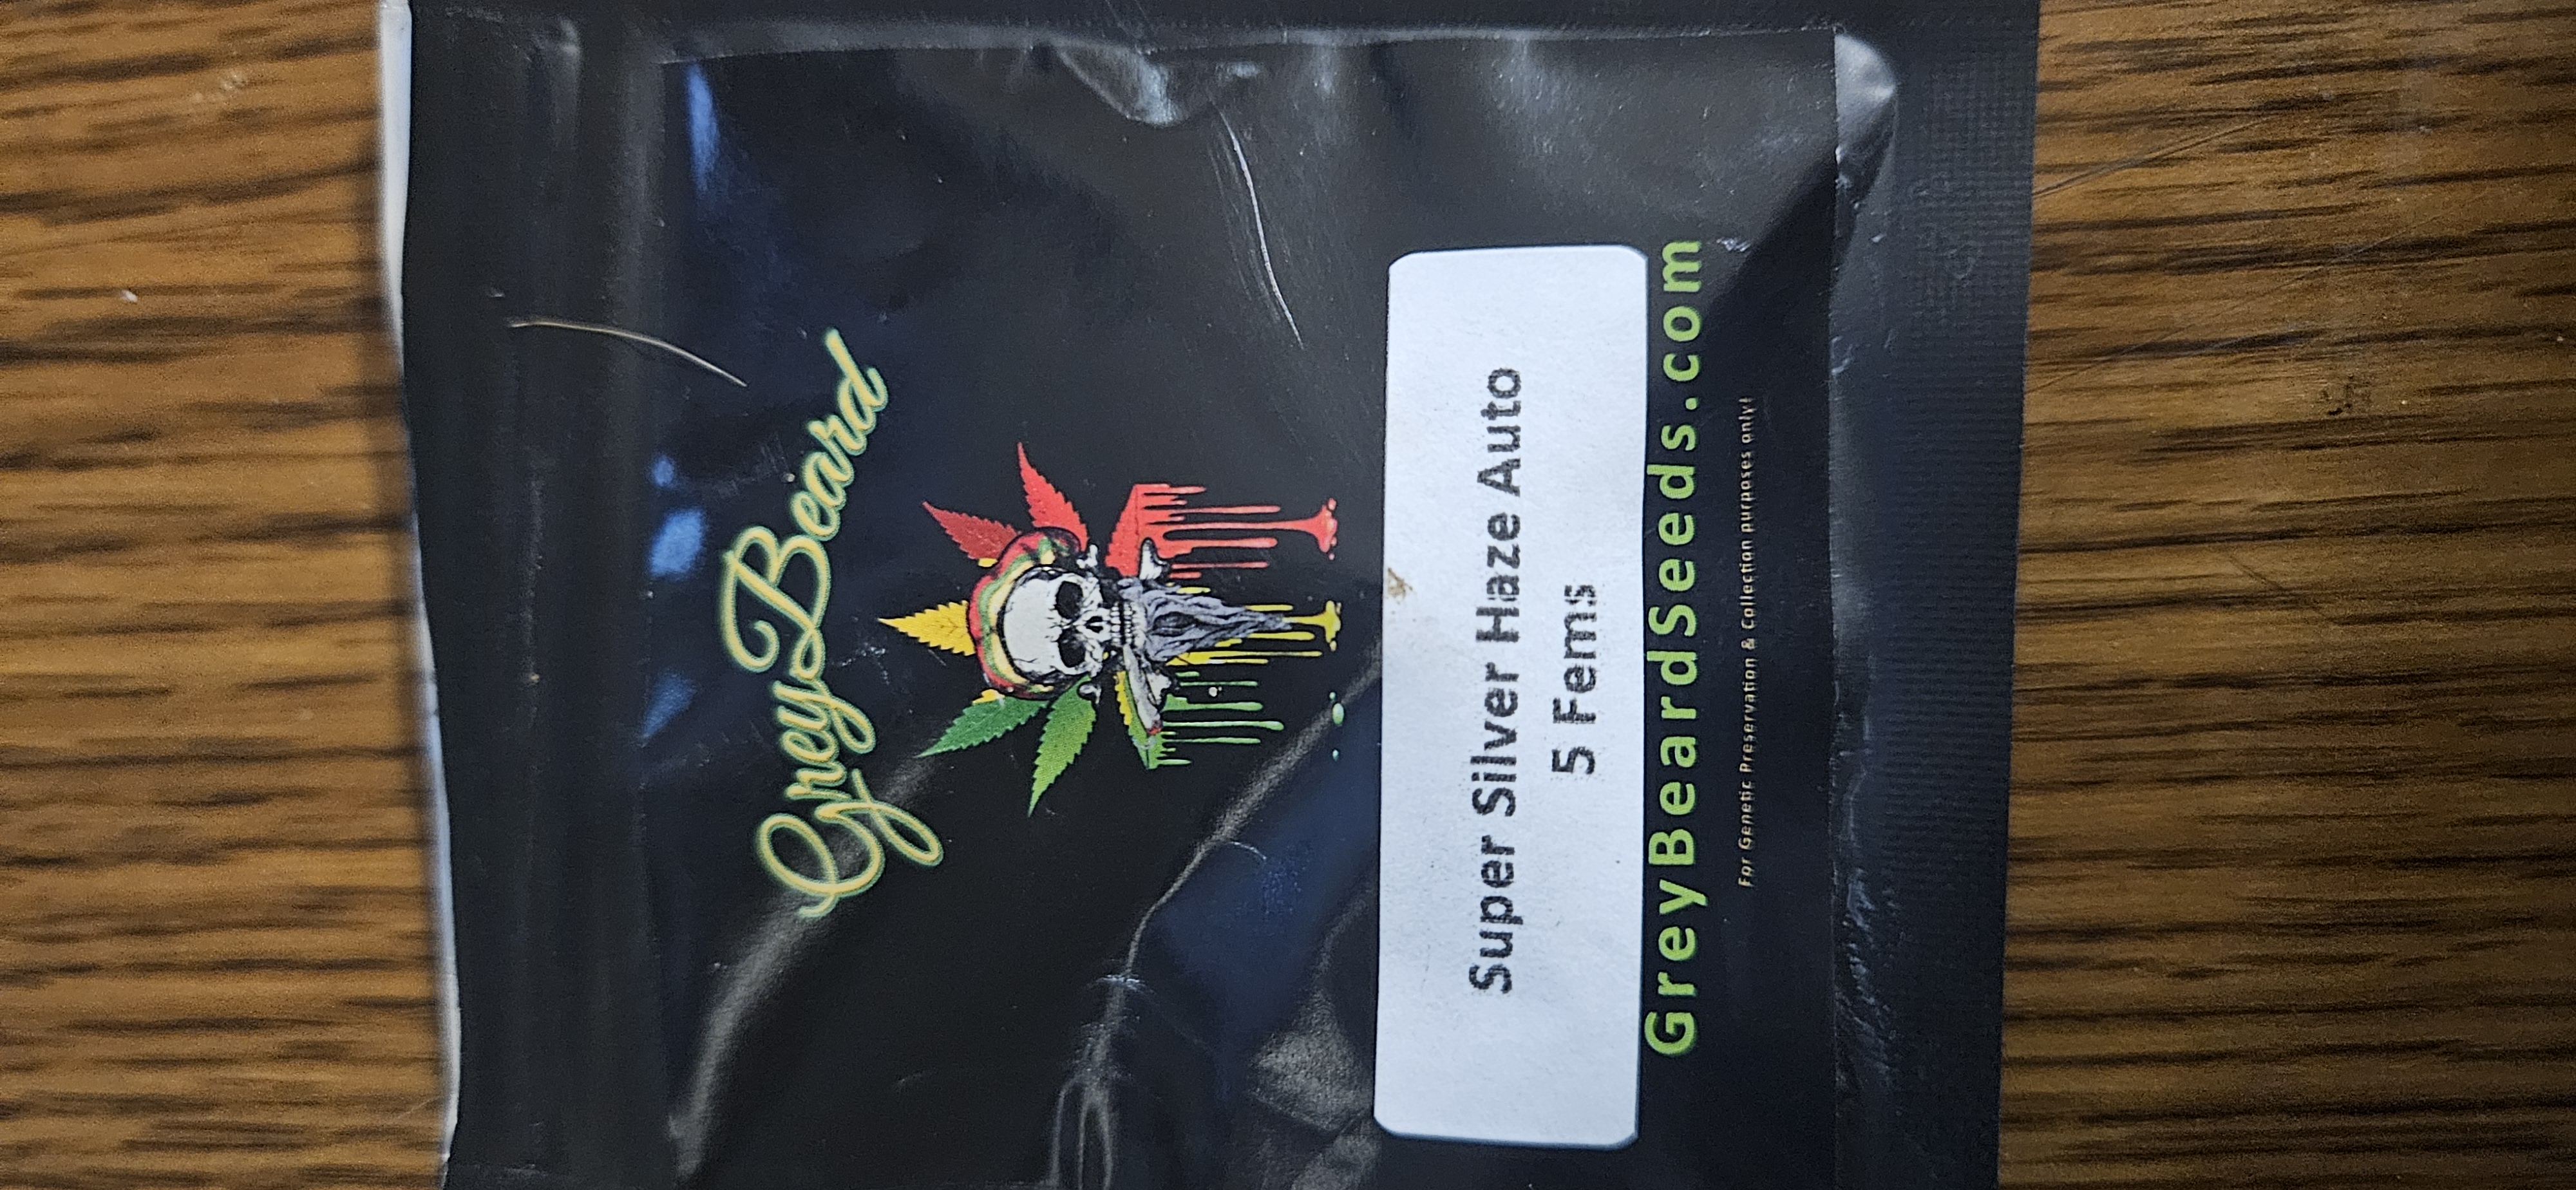 GreyBeard
Super Silver Haze Auto
5 Fems
GreyBeardSeeds.com
For Genetic Preservation & Collection purposes only!